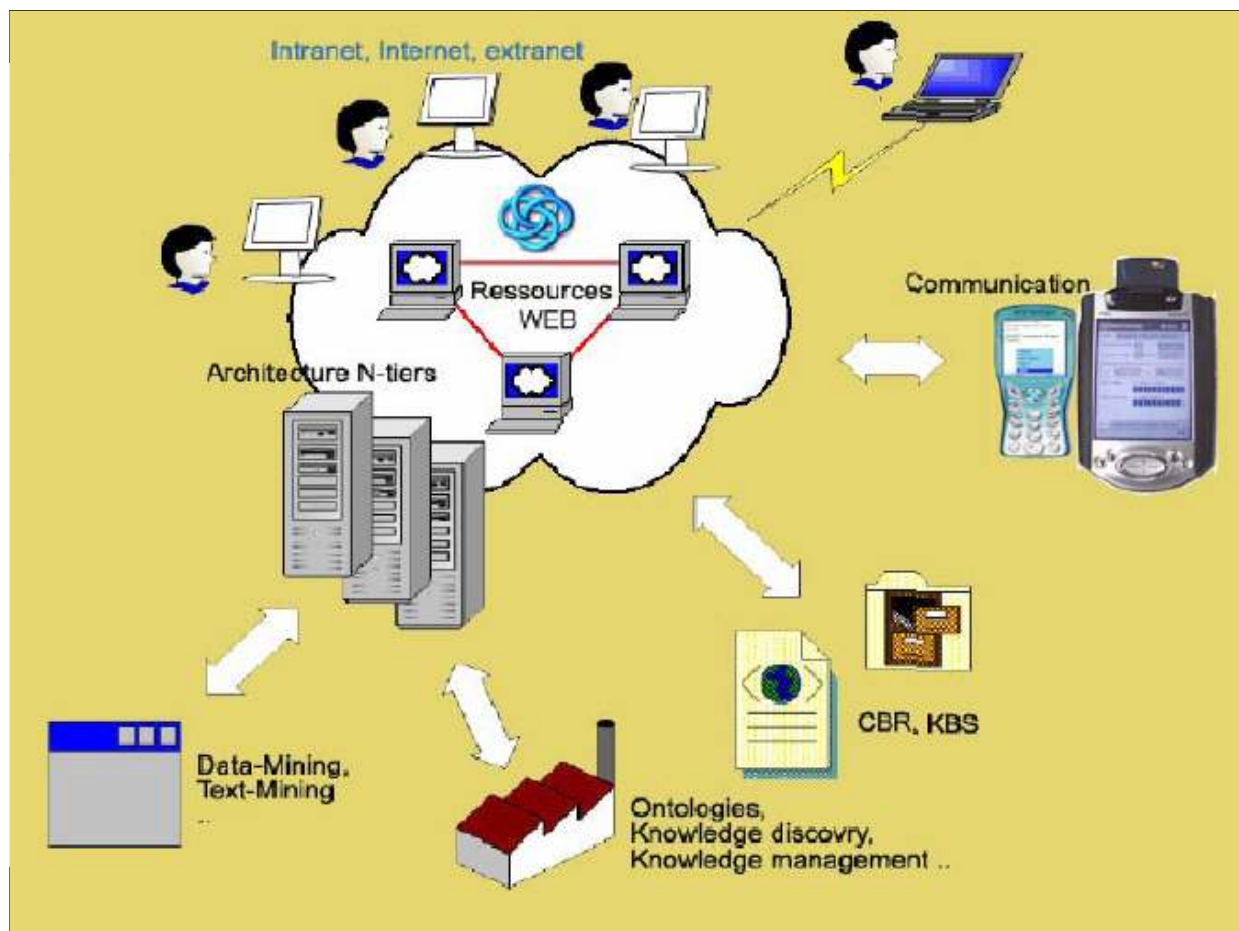 Intranet, Internet, extranet
Communication
Ressources
WEB
Architecture N-tiers
CBR, KBS
Data-Mining,
Text-Mining
..
Ontologies,
Knowledge discovry,
Knowledge management ..